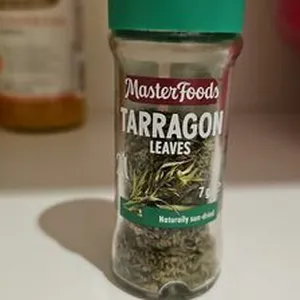 MasterFoods
TARRAGON
LEAVES
7g
Naturally sun-dried